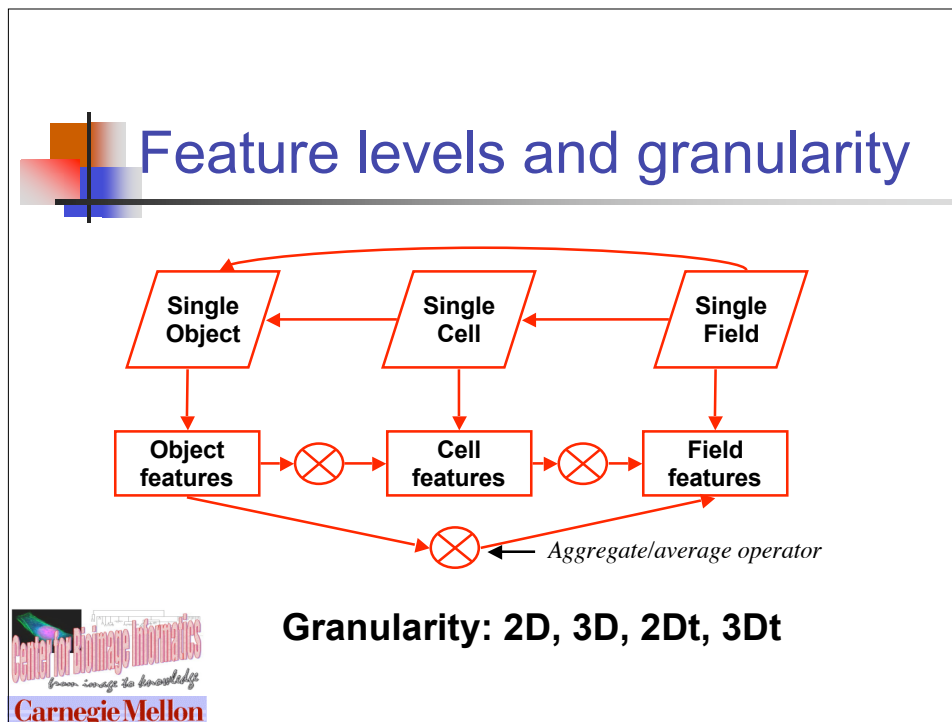 Feature levels and granularity
Single
Object
Single
Cell
Single
Field
Object
features
Cell
features
Field
features
Aggregate/average operator
Granularity: 2D, 3D, 2Dt, 3Dt
Center for Bioimage Informatics
from image to knowledge
Carnegie Mellon